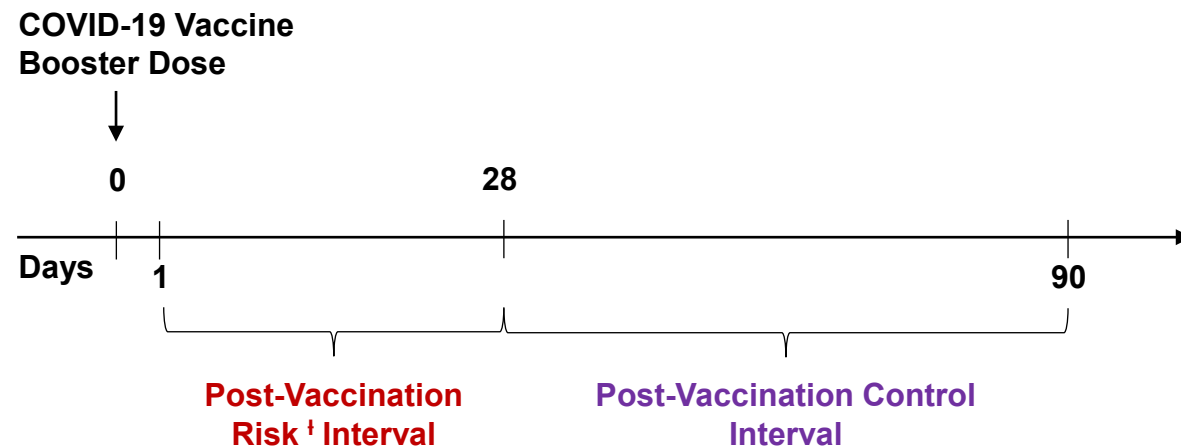 COVID-19 Vaccine
Booster Dose
0
28
Days
1
90
Post-Vaccination
Risk ƚ Interval
Post-Vaccination Control
Interval